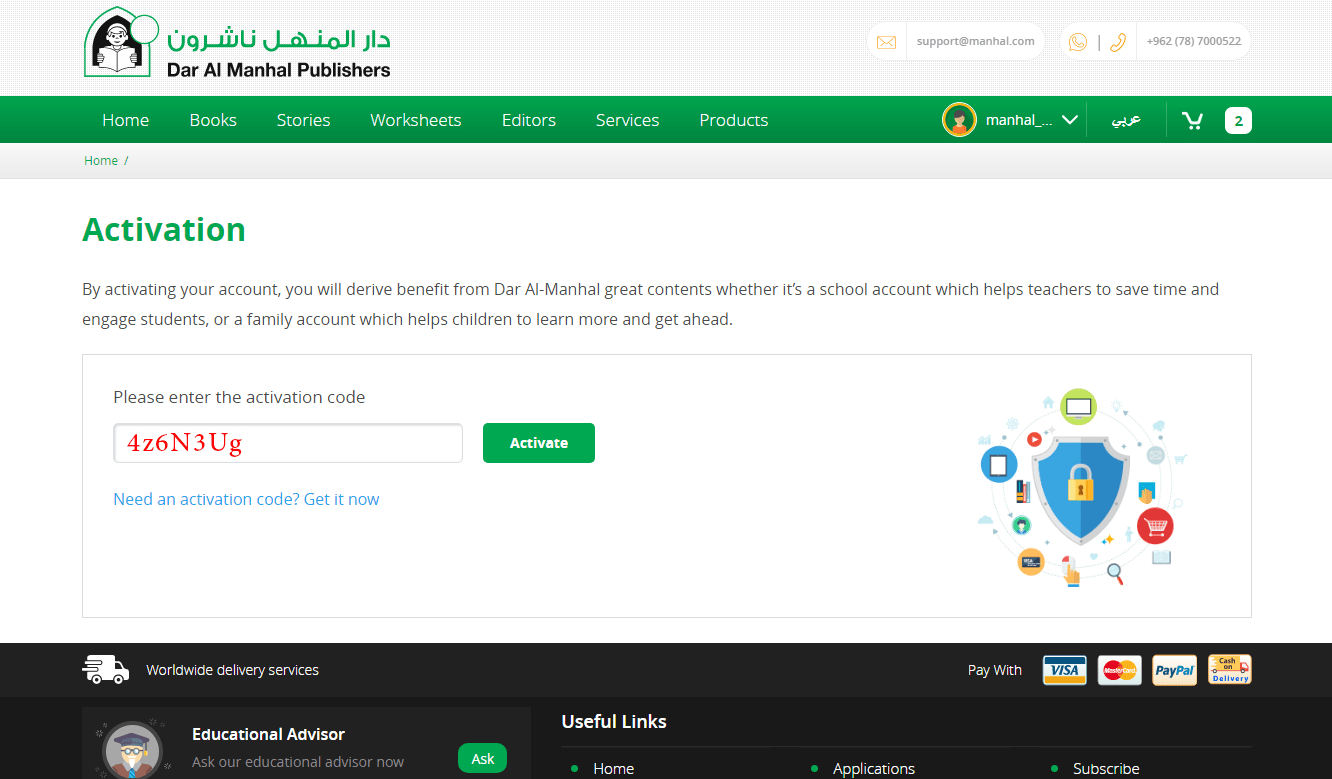 دار المنهل ناشرون
Dar Al Manhal Publishers
support@manhal.com
|
+962 (78) 7000522
Home
Books
Stories
Worksheets
Editors
Services
Products
manhal_...
عربي
2
Home /
Activation
By activating your account, you will derive benefit from Dar Al-Manhal great contents whether it's a school account which helps teachers to save time and
engage students, or a family account which helps children to learn more and get ahead.
Please enter the activation code
4z6N3Ug
Activate
Need an activation code? Get it now
VISA
Worldwide delivery services
Pay With
VISA
MasterCard
PayPal
Cash
on
Delivery
Educational Advisor
Ask our educational advisor now
Ask
Useful Links
Home
Applications
Subscribe